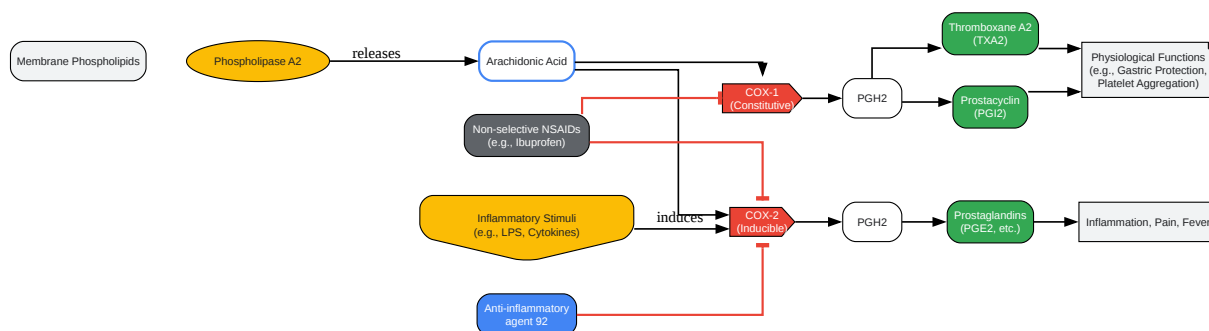 Membrane Phospholipids
Phospholipase A2
releases
Arachidonic Acid
COX-1
(Constitutive)
PGH2
Thromboxane A2
(TXA2)
Prostacyclin
(PGI2)
Physiological Functions
(e.g., Gastric Protection,
Platelet Aggregation)
Non-selective NSAIDs
(e.g., Ibuprofen)
Inflammatory Stimuli
(e.g., LPS, Cytokines)
induces
COX-2
(Inducible)
PGH2
Prostaglandins
(PGE2, etc.)
Inflammation, Pain, Fever
Anti-inflammatory
agent 92